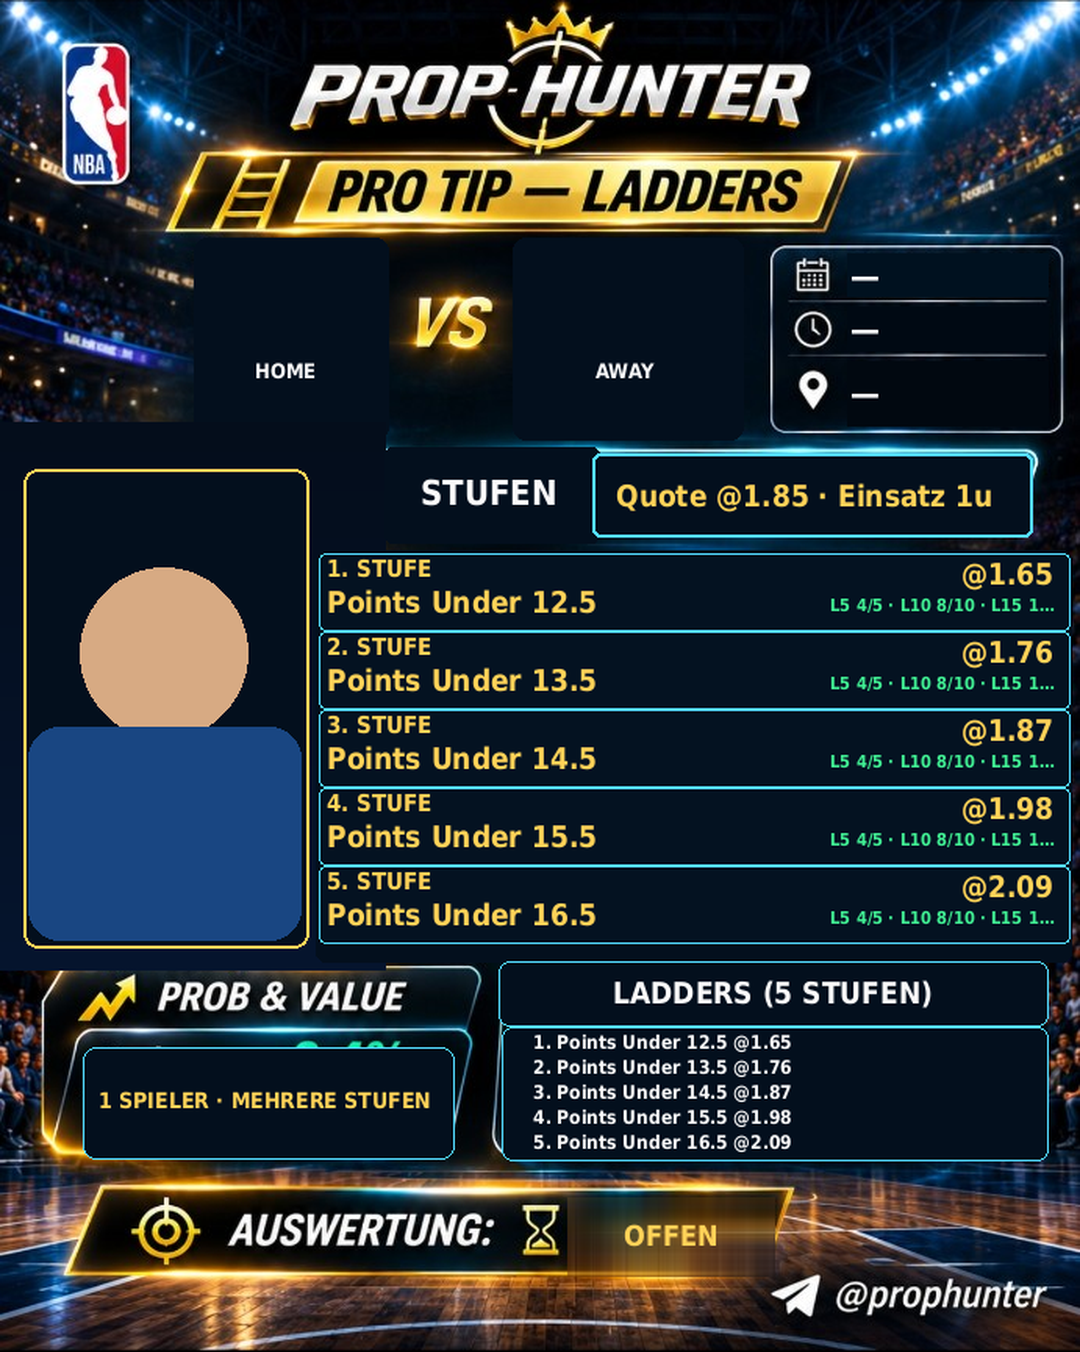 NBA
PROP-HUNTER
PRO TIP — LADDERS
HOME
VS
AWAY
—
—
—
STUFEN
Quote @1.85 · Einsatz 1u
1. STUFE
@1.65
Points Under 12.5
L5 4/5 · L10 8/10 · L15 1...
2. STUFE
@1.76
Points Under 13.5
L5 4/5 · L10 8/10 · L15 1...
3. STUFE
@1.87
Points Under 14.5
L5 4/5 · L10 8/10 · L15 1...
4. STUFE
@1.98
Points Under 15.5
L5 4/5 · L10 8/10 · L15 1...
5. STUFE
@2.09
Points Under 16.5
L5 4/5 · L10 8/10 · L15 1...
PROB & VALUE
1 SPIELER · MEHRERE STUFEN
LADDERS (5 STUFEN)
1. Points Under 12.5 @1.65
2. Points Under 13.5 @1.76
3. Points Under 14.5 @1.87
4. Points Under 15.5 @1.98
5. Points Under 16.5 @2.09
AUSWERTUNG:
OFFEN
@prophunter